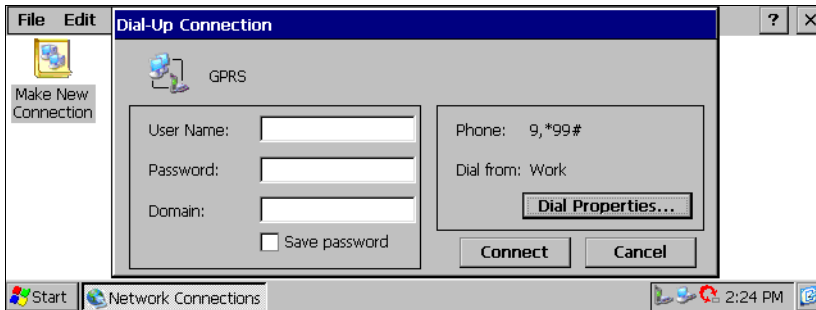 File Edit
? ×
Dial-Up Connection
Make New
Connection
GPRS
User Name:
Password:
Domain:
Save password
Phone: 9,*99#
Dial from: Work
Dial Properties...
Connect
Cancel
Start
Network Connections
2:24 PM